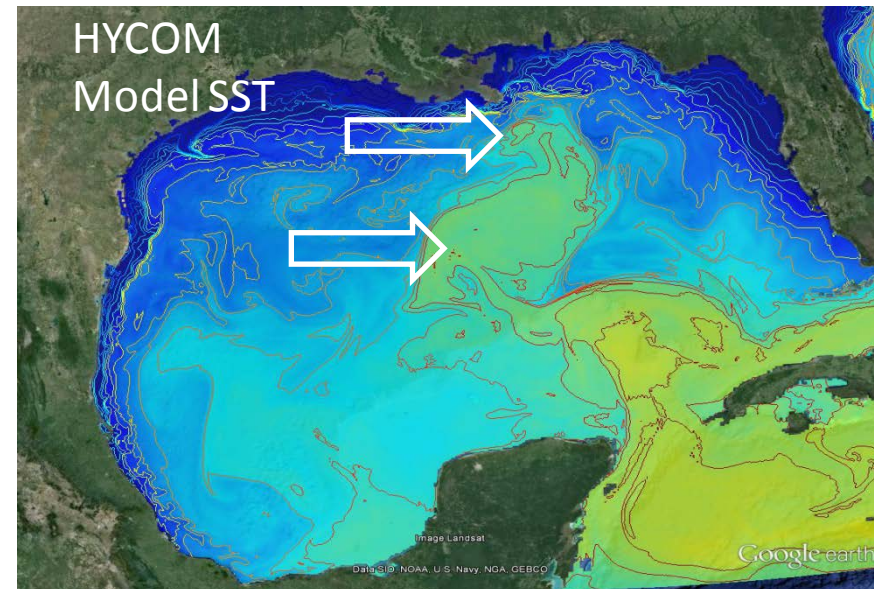 HYCOM
Model SST
Image Landsat
Data SIO, NOAA, U.S. Navy, NGA, GEBCO
Google earth